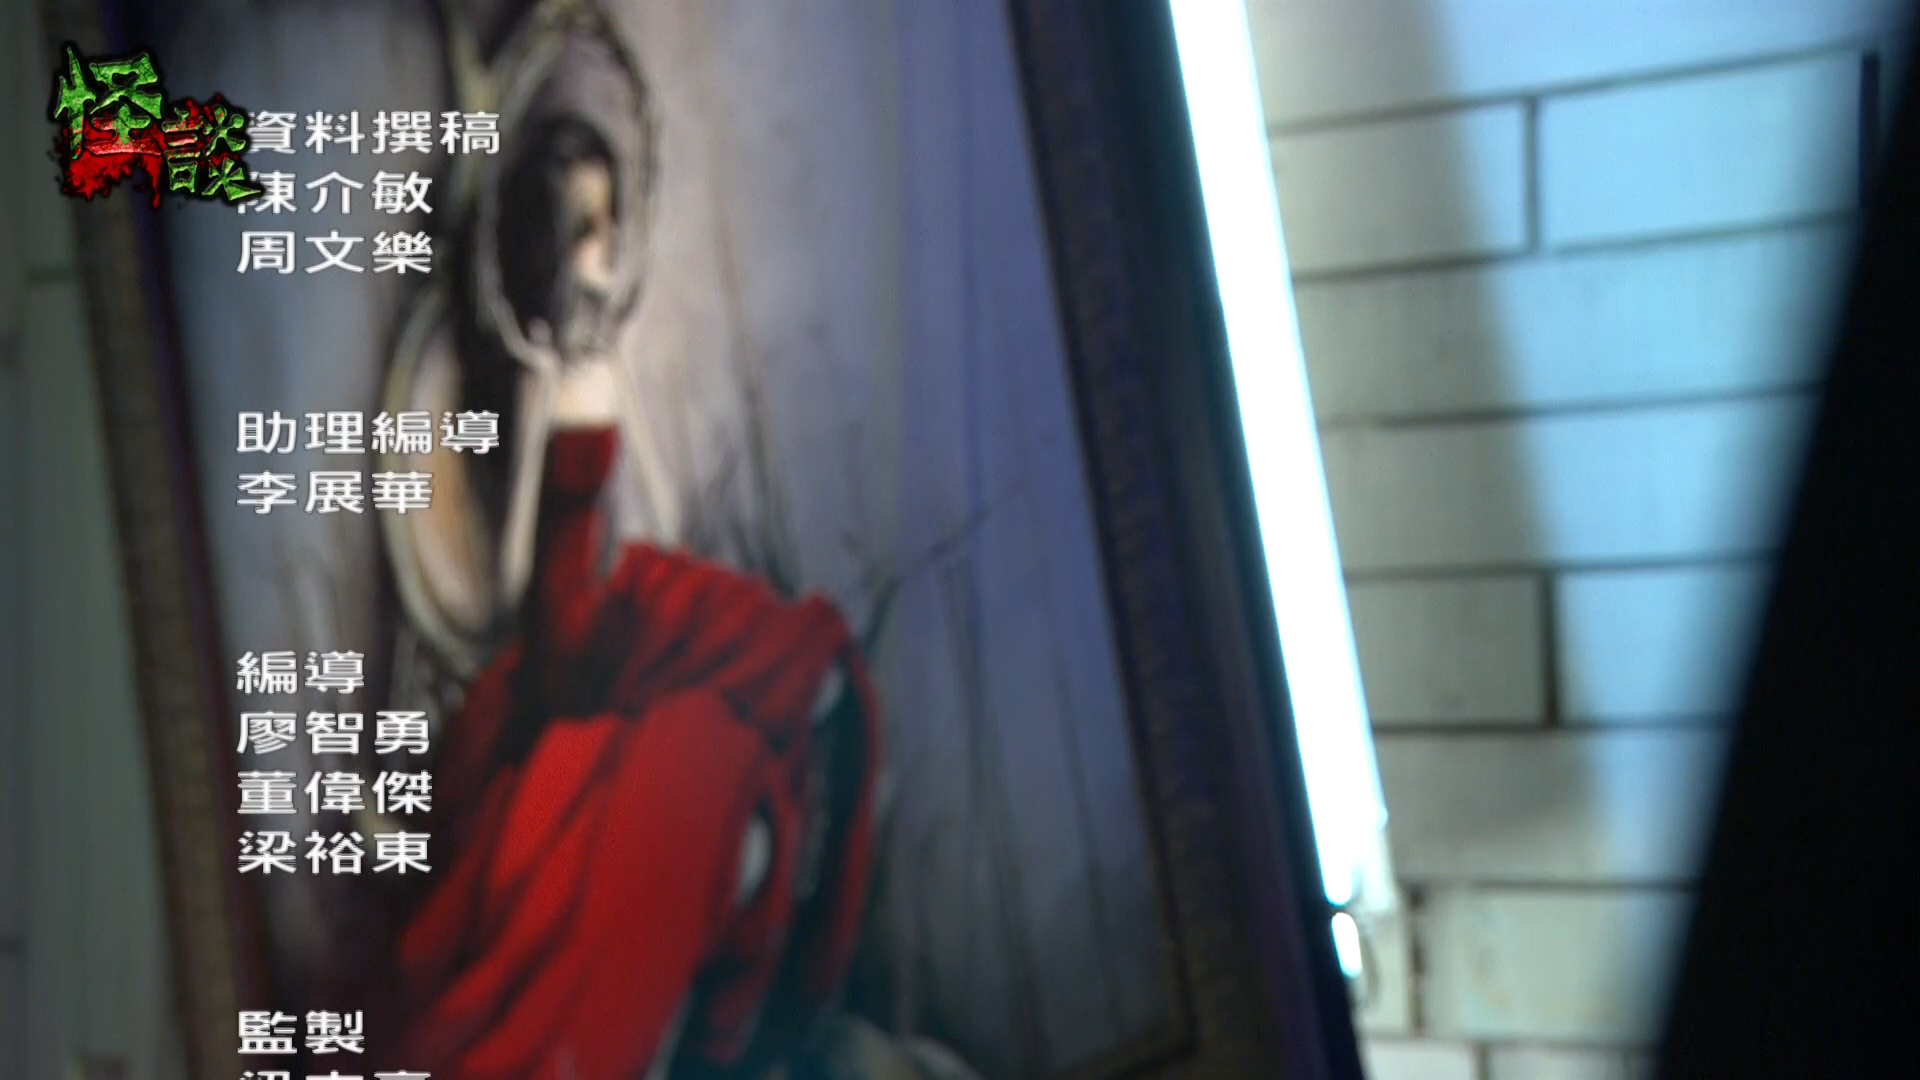 怪談
資料撰稿
陳介敏
周文樂
助理編導
李展華
編導
廖智勇
董偉傑
梁裕東
監製